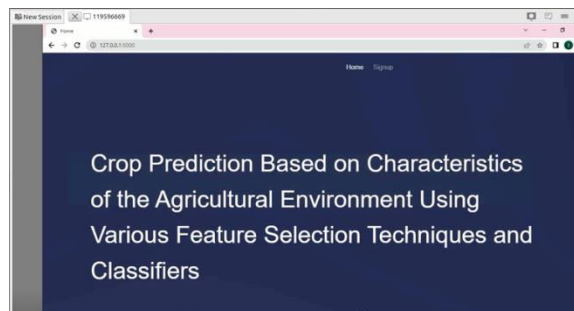 New Session 119596669
Home
127.0.0.1:5000
Home Signup
Crop Prediction Based on Characteristics
of the Agricultural Environment Using
Various Feature Selection Techniques and
Classifiers